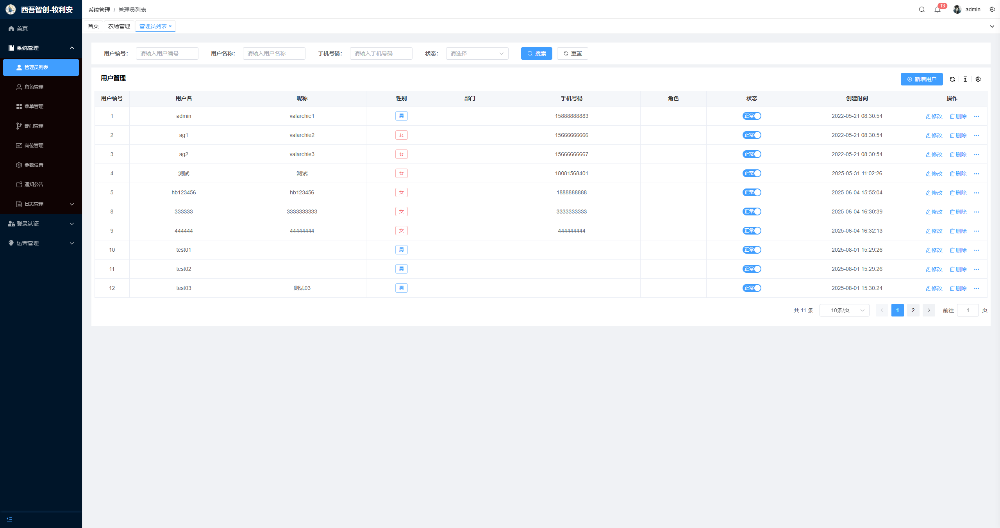 西吾智创-牧利安
首页
系统管理
管理员列表
角色管理
菜单管理
部门管理
岗位管理
参数设置
通知公告
日志管理
登录认证
运营管理
系统管理 / 管理员列表
13 admin
首页 农场管理 管理员列表 ×
用户编号： 请输入用户编号 用户名称： 请输入用户名称 手机号码： 请输入手机号码 状态： 请选择 搜索 重置
用户管理 新增用户
用户编号 用户名 昵称 性别 部门 手机号码 角色 状态 创建时间 操作
1 admin valarchie1 男 15888888883 正常 2022-05-21 08:30:54 修改 删除 ···
2 ag1 valarchie2 女 15666666666 正常 2022-05-21 08:30:54 修改 删除 ···
3 ag2 valarchie3 女 15666666667 正常 2022-05-21 08:30:54 修改 删除 ···
4 测试 测试 女 18081568401 正常 2025-05-31 11:02:26 修改 删除 ···
5 hb123456 hb123456 女 1888888888 正常 2025-06-04 15:55:04 修改 删除 ···
8 333333 3333333333 女 3333333333 正常 2025-06-04 16:30:39 修改 删除 ···
9 444444 44444444 女 444444444 正常 2025-06-04 16:32:13 修改 删除 ···
10 test01 男 正常 2025-08-01 15:29:26 修改 删除 ···
11 test02 男 正常 2025-08-01 15:29:26 修改 删除 ···
12 test03 测试03 男 正常 2025-08-01 15:30:24 修改 删除 ···
共 11 条 10条/页 1 2 前往 1 页